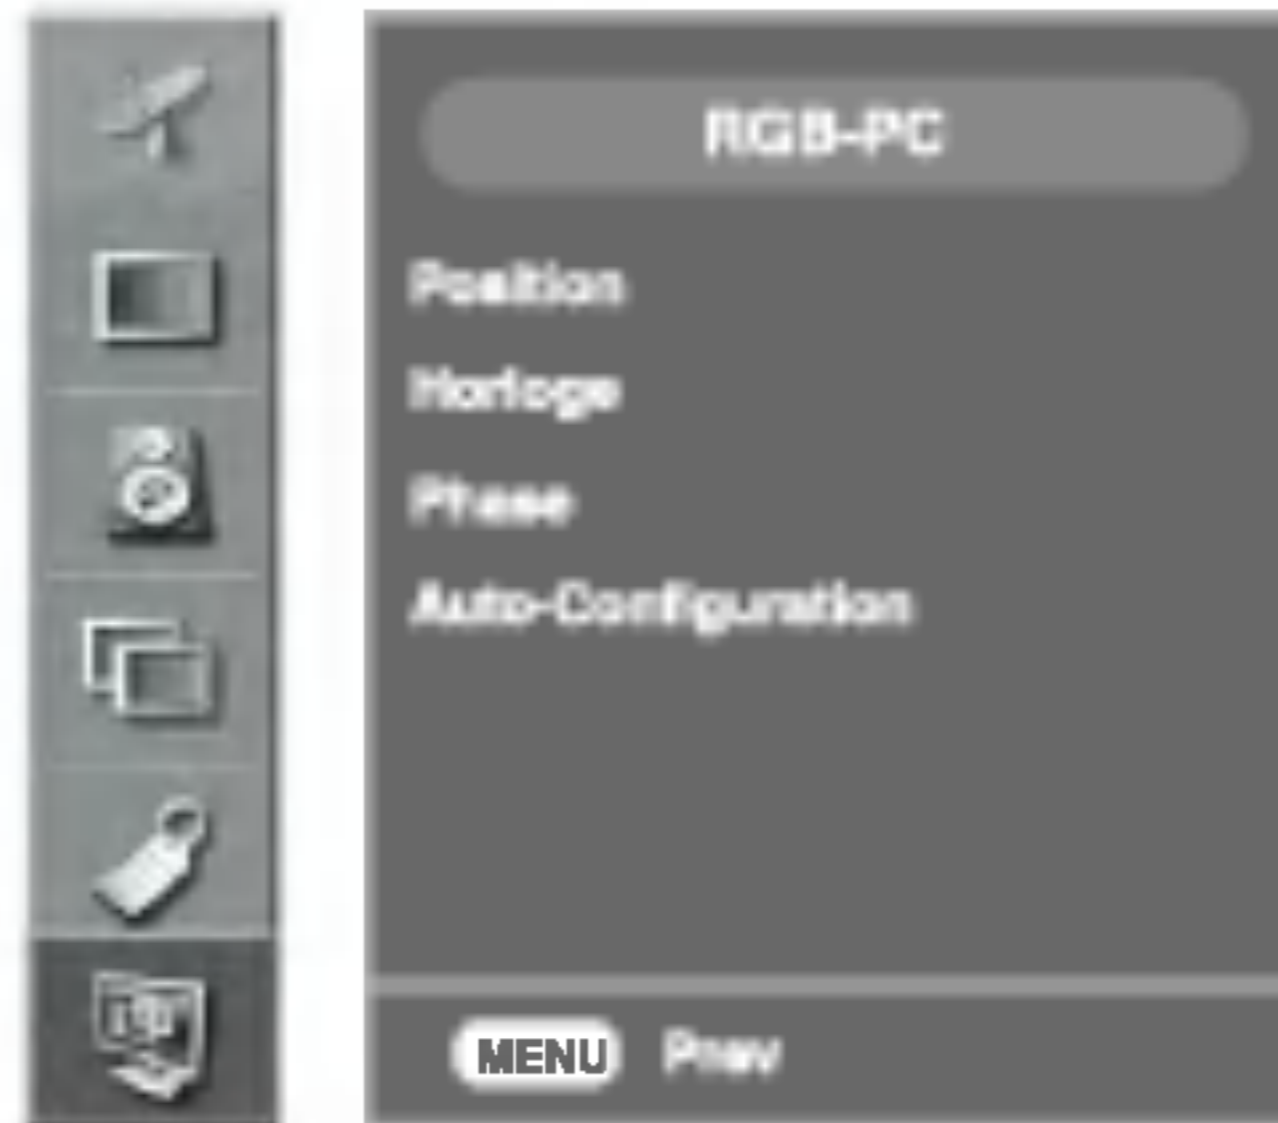 RGB-PC
Position
Horloge
Phase
Auto-Configuration
MENU Prev